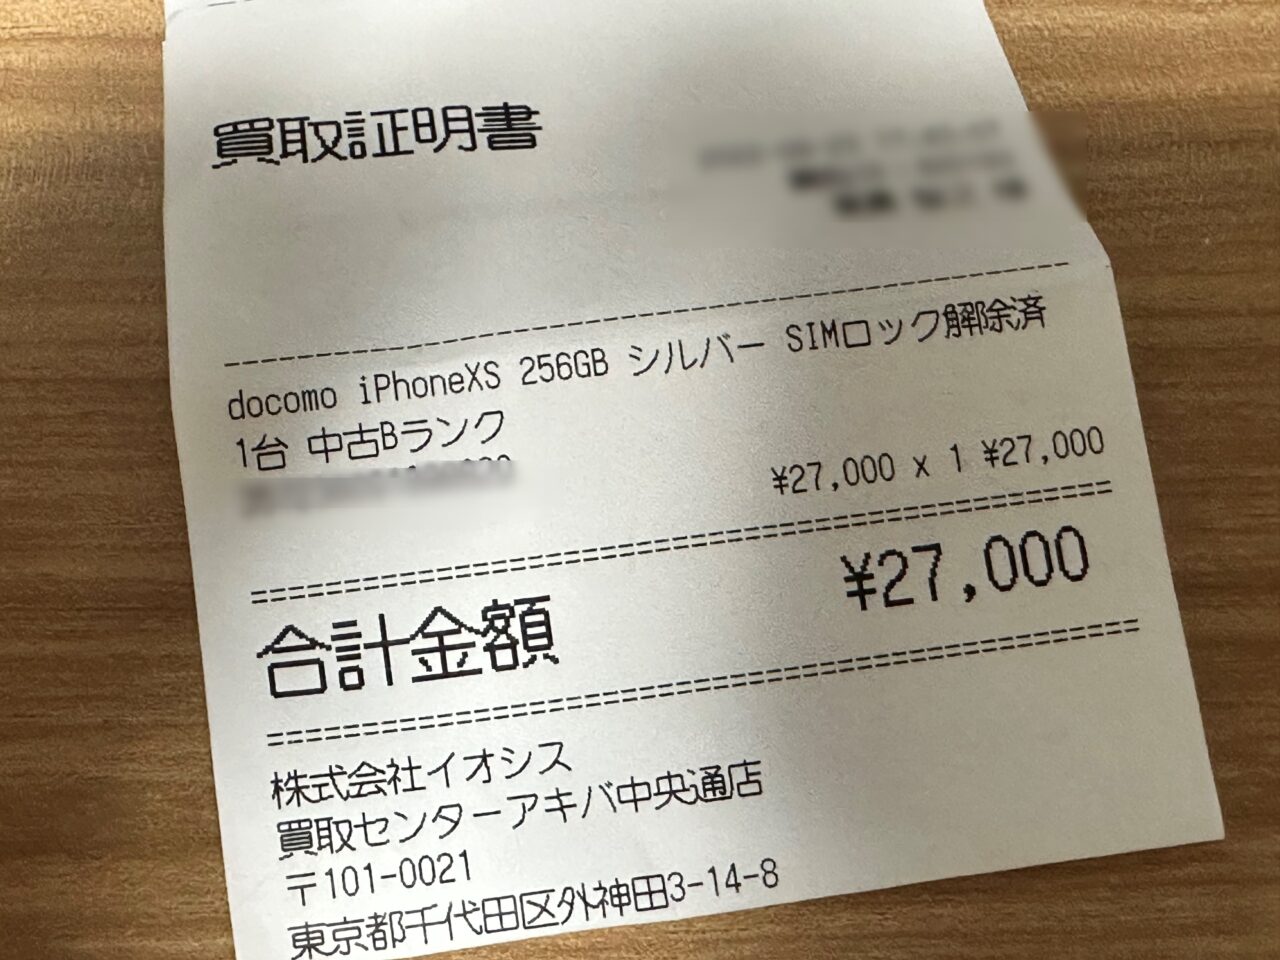 買取証明書
docomo iPhoneXS 256GB シルバー SIMロック解除済
1台 中古Bランク
¥27,000 x 1 ¥27,000
合計金額 ¥27,000
株式会社イオシス
買取センターアキバ中央通店
〒101-0021
東京都千代田区外神田3-14-8